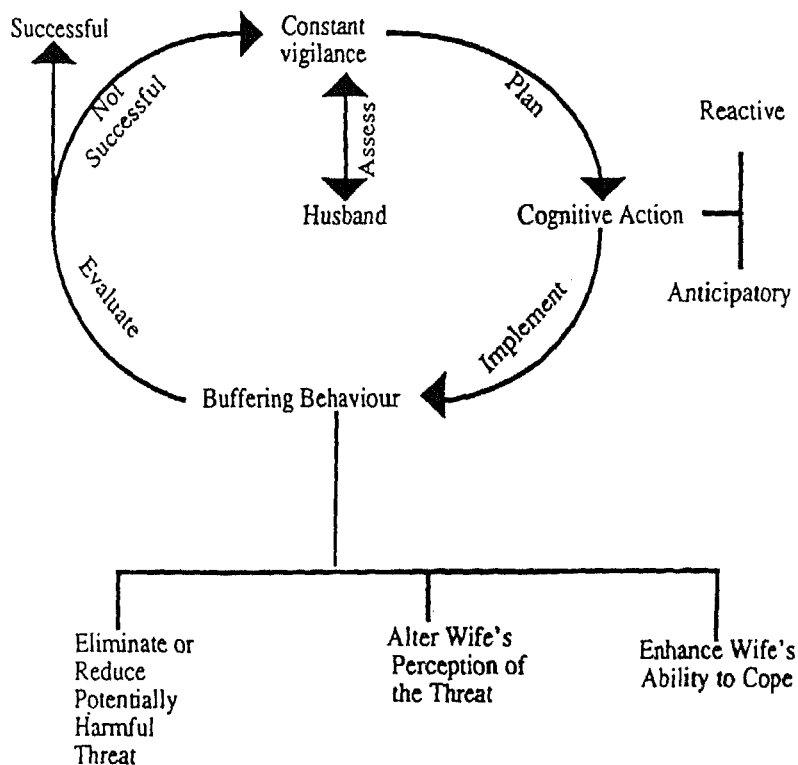 Successful
Constant
vigilance
Not
Successful
Plan
Assess
Reactive
Husband
Cognitive Action
Anticipatory
Evaluate
Implement
Buffering Behaviour
Eliminate or
Reduce
Potentially
Harmful
Threat
Alter Wife's
Perception of
the Threat
Enhance Wife's
Ability to Cope